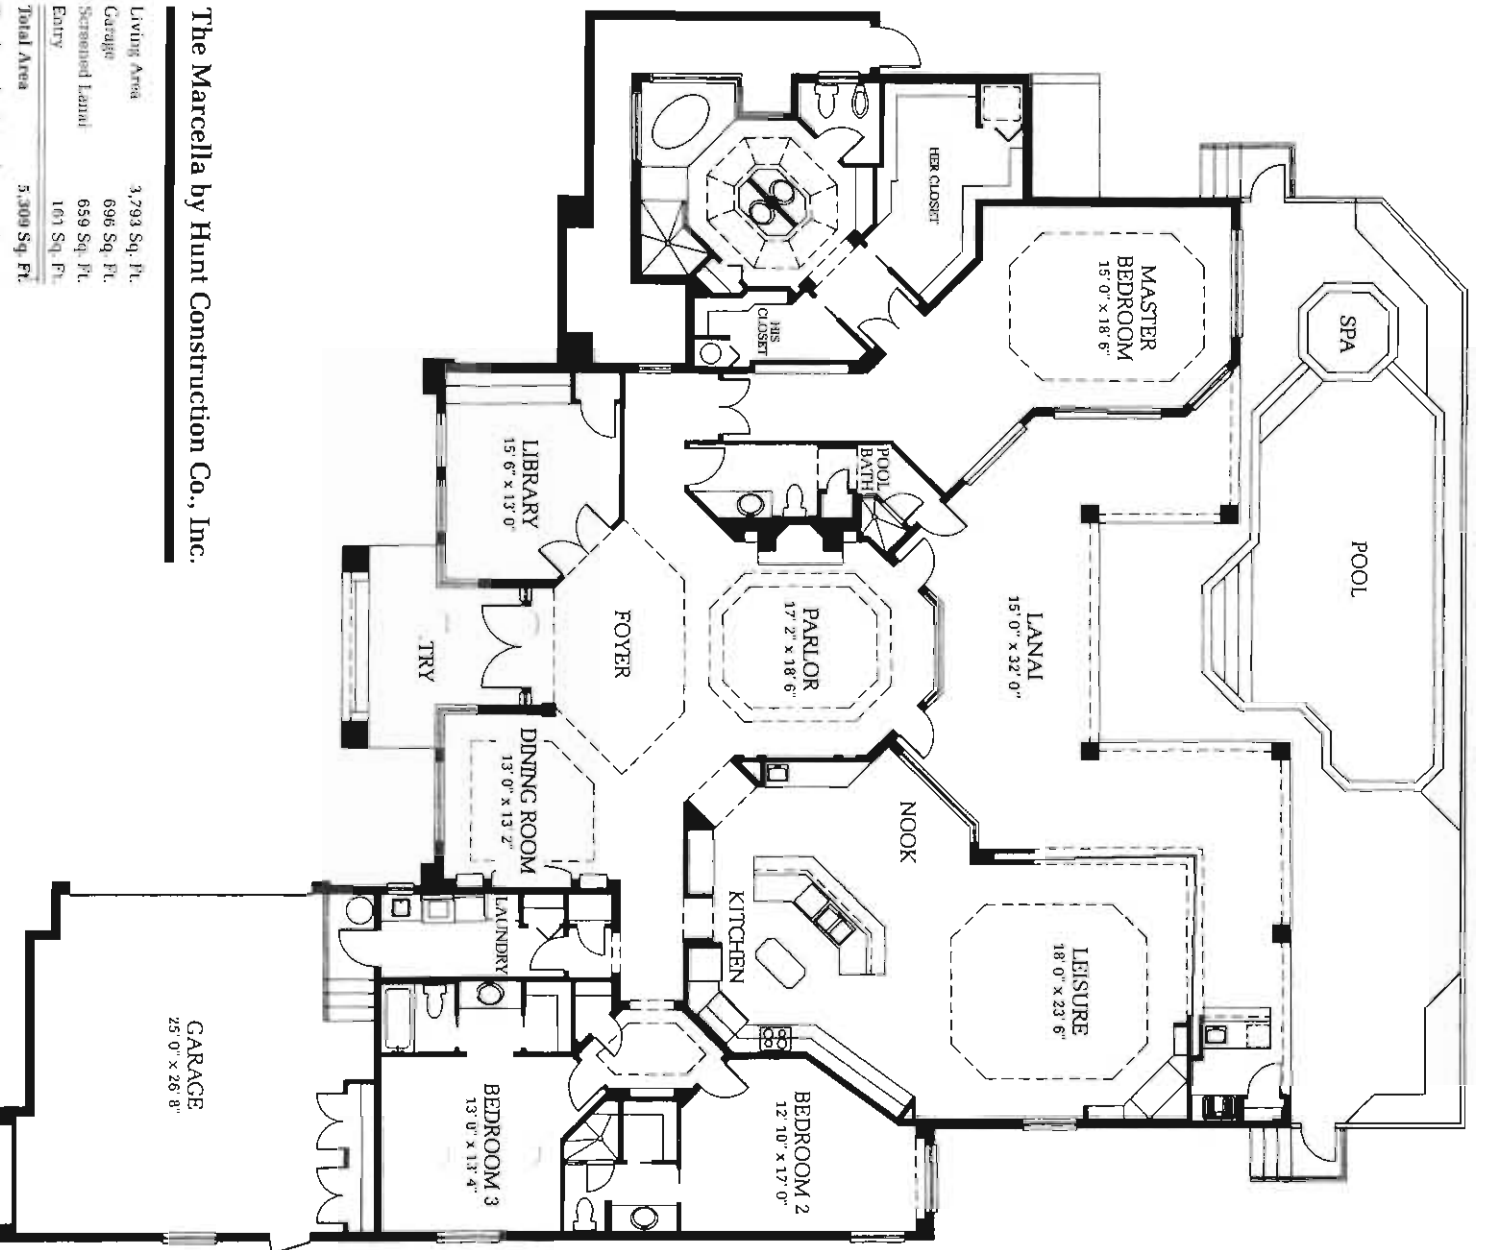 The Marcella by Hunt Construction Co., Inc.
Living Area 3,793 Sq. Ft.
Garage 696 Sq. Ft.
Screened Lanai 659 Sq. Ft.
Entry 161 Sq. Ft.
Total Area 5,309 Sq. Ft.
SPA
POOL
MASTER
BEDROOM
15' 0" x 18' 6"
HER CLOSET
HIS
CLOSET
POOL
BATH
LANAI
15' 0" x 32' 0"
PARLOR
17' 2" x 18' 6"
LIBRARY
15' 6" x 13' 0"
FOYER
TRY
DINING ROOM
13' 0" x 13' 2"
NOOK
KITCHEN
LEISURE
18' 0" x 23' 6"
LAUNDRY
BEDROOM 2
12' 10" x 17' 0"
BEDROOM 3
13' 0" x 13' 4"
GARAGE
25' 0" x 26' 8"